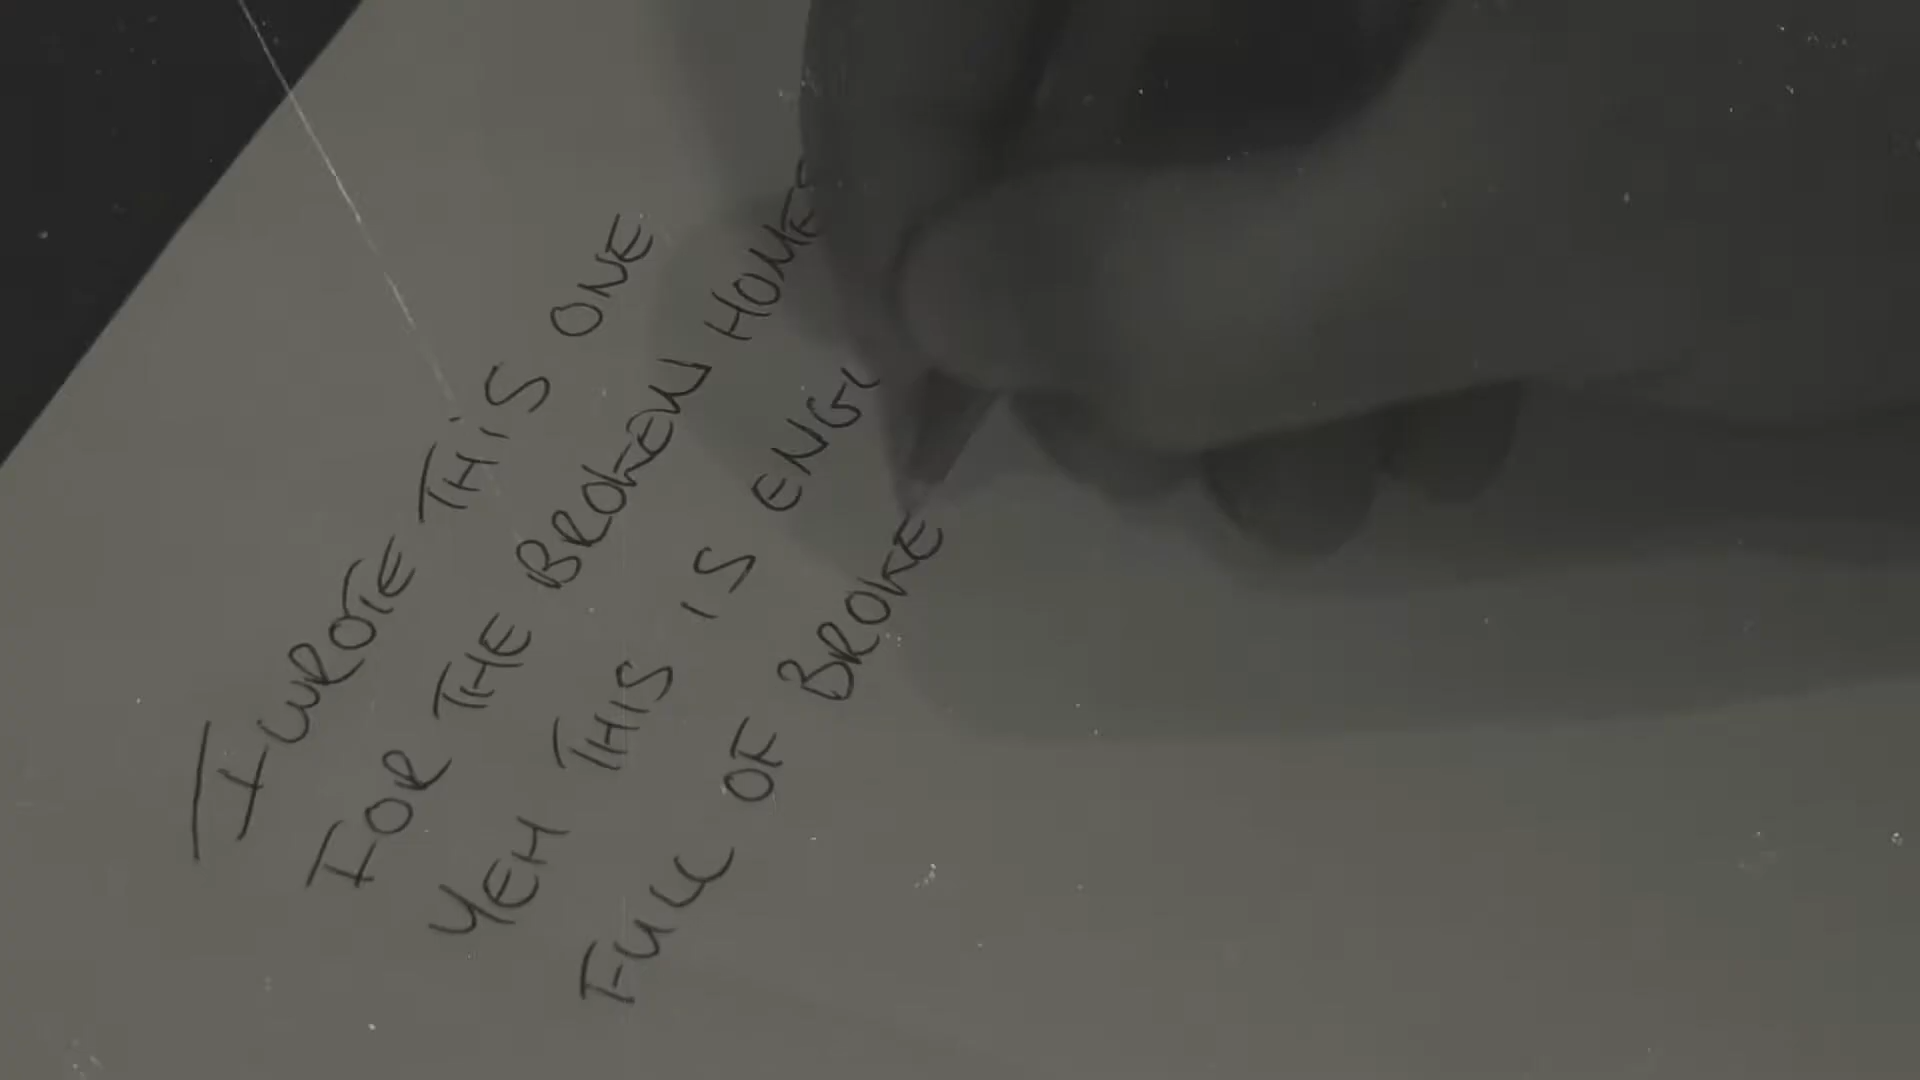 I WROTE THIS ONE
FOR THE BROKEN HOME
YEH THIS IS
FULL OF BROKE